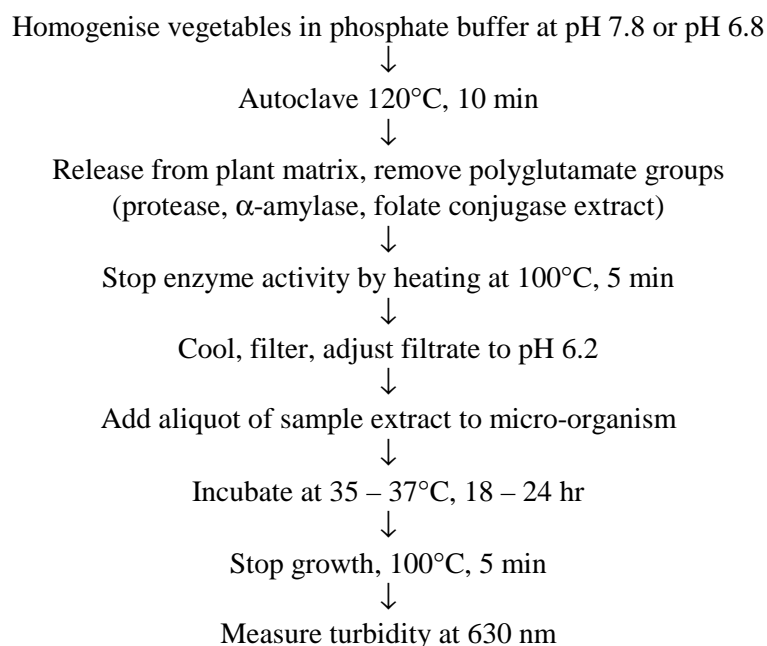 Homogenise vegetables in phosphate buffer at pH 7.8 or pH 6.8
↓
Autoclave 120°C, 10 min
↓
Release from plant matrix, remove polyglutamate groups
(protease, α-amylase, folate conjugase extract)
↓
Stop enzyme activity by heating at 100°C, 5 min
↓
Cool, filter, adjust filtrate to pH 6.2
↓
Add aliquot of sample extract to micro-organism
↓
Incubate at 35 – 37°C, 18 – 24 hr
↓
Stop growth, 100°C, 5 min
↓
Measure turbidity at 630 nm